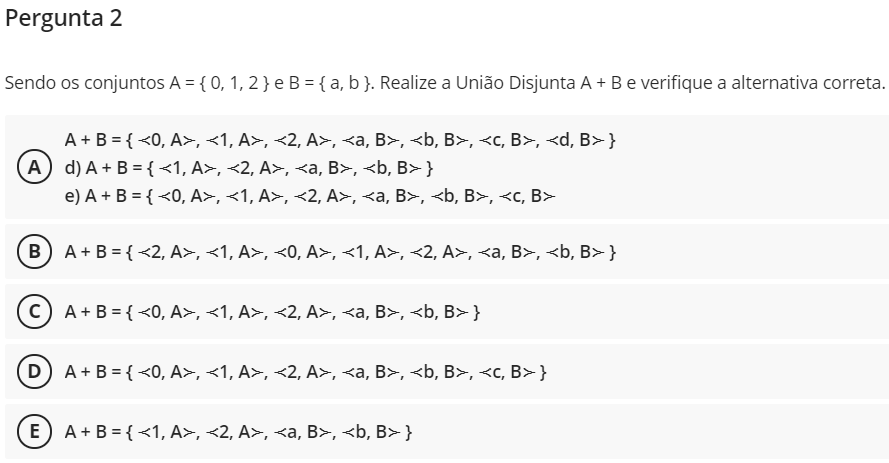 Pergunta 2
Sendo os conjuntos A = { 0, 1, 2 } e B = { a, b }. Realize a União Disjunta A + B e verifique a alternativa correta.
A + B = { ≺0, A≻, ≺1, A≻, ≺2, A≻, ≺a, B≻, ≺b, B≻, ≺c, B≻, ≺d, B≻ }
A d) A + B = { ≺1, A≻, ≺2, A≻, ≺a, B≻, ≺b, B≻ }
e) A + B = { ≺0, A≻, ≺1, A≻, ≺2, A≻, ≺a, B≻, ≺b, B≻, ≺c, B≻
B A + B = { ≺2, A≻, ≺1, A≻, ≺0, A≻, ≺1, A≻, ≺2, A≻, ≺a, B≻, ≺b, B≻ }
C A + B = { ≺0, A≻, ≺1, A≻, ≺2, A≻, ≺a, B≻, ≺b, B≻ }
D A + B = { ≺0, A≻, ≺1, A≻, ≺2, A≻, ≺a, B≻, ≺b, B≻, ≺c, B≻ }
E A + B = { ≺1, A≻, ≺2, A≻, ≺a, B≻, ≺b, B≻ }